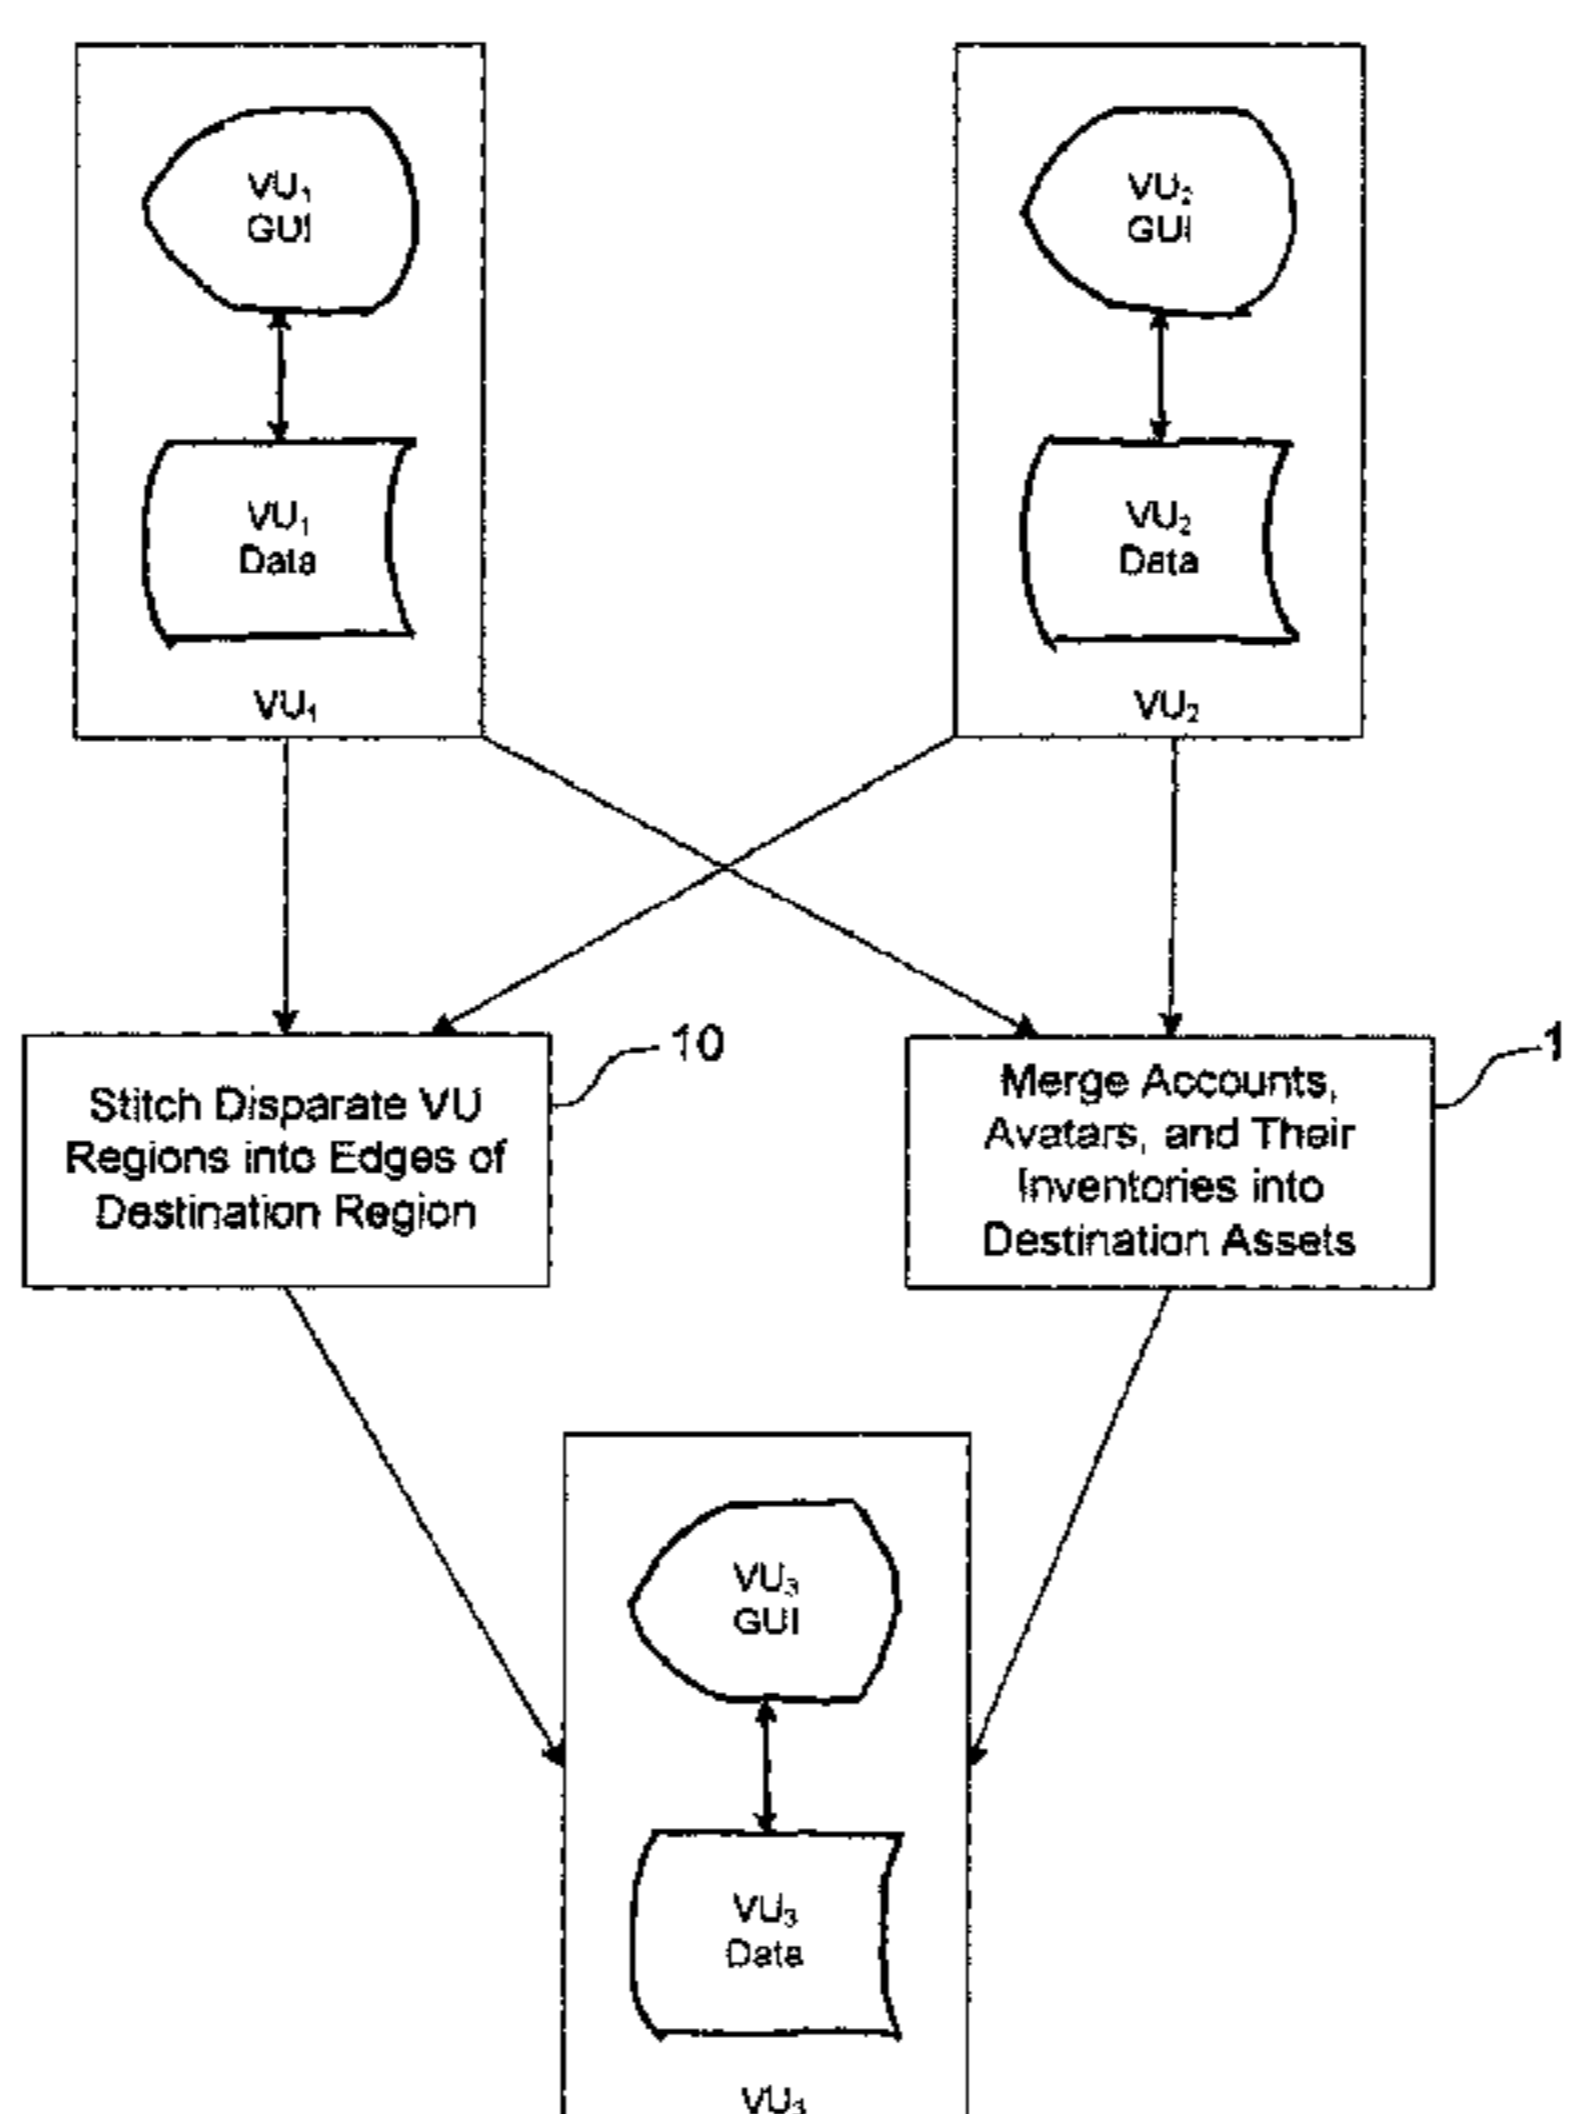 VU₁
GUI
VU₂
GUI
VU₁
Data
VU₂
Data
VU₁
VU₂
10
1
Stitch Disparate VU
Regions into Edges of
Destination Region
Merge Accounts,
Avatars, and Their
Inventories into
Destination Assets
VU₃
GUI
VU₃
Data
VU₃